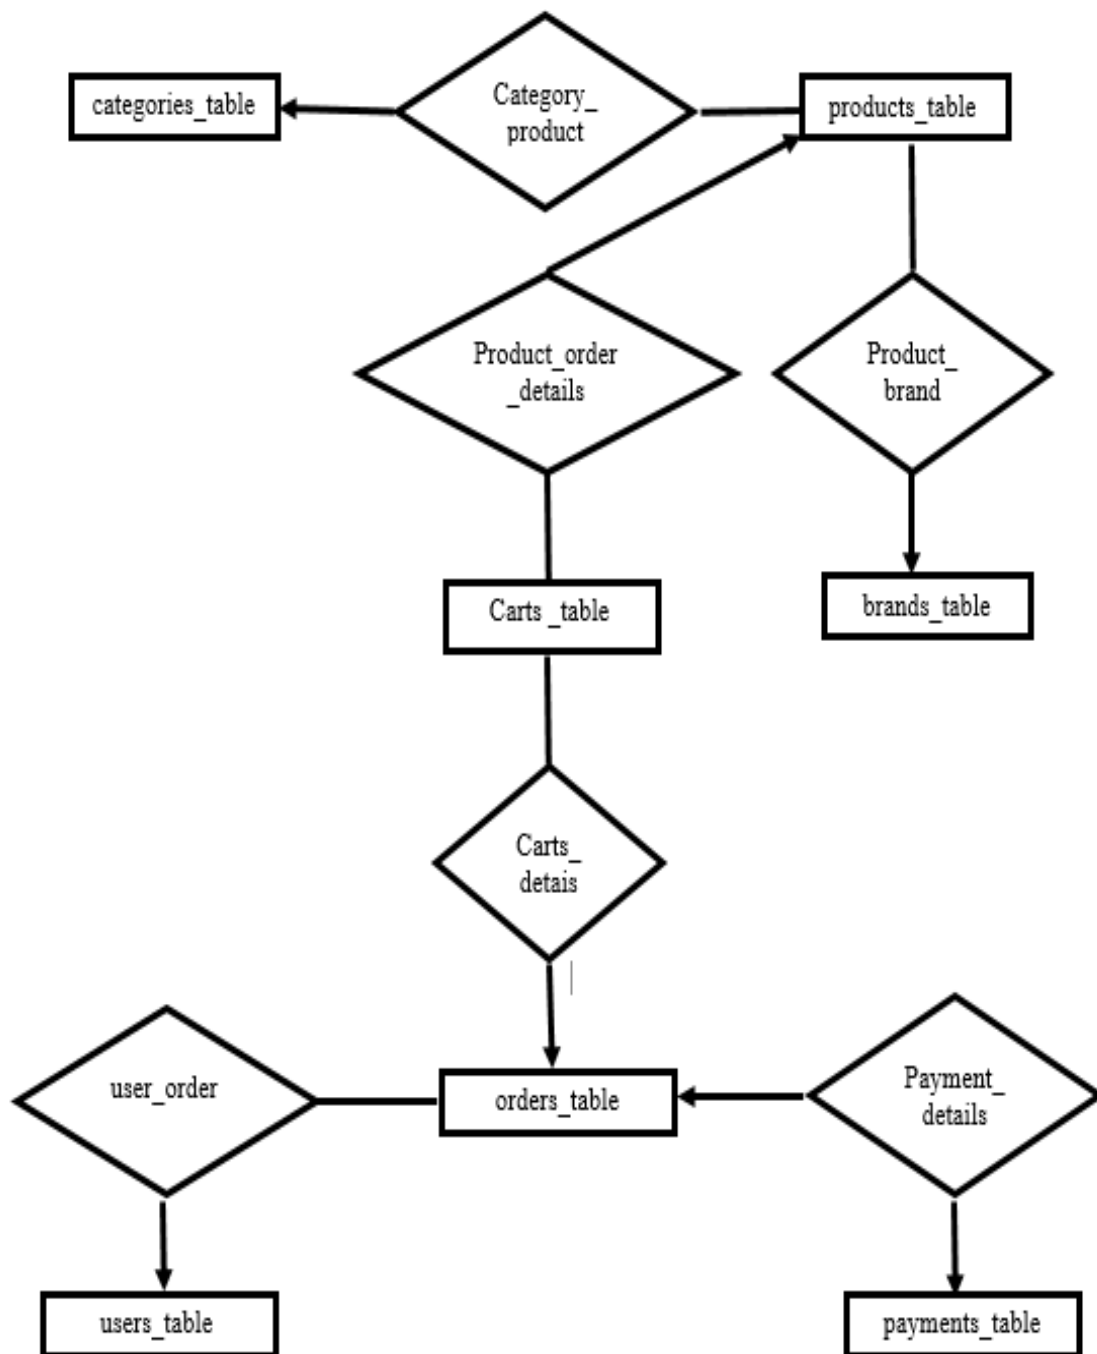 categories_table
Category_
product
products_table
Product_order
_details
Product_
brand
Carts _table
brands_table
Carts_
detais
user_order
orders_table
Payment_
details
users_table
payments_table